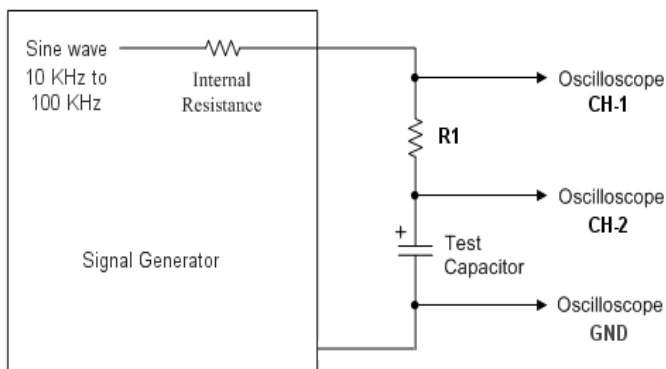 Sine wave
10 KHz to
100 KHz
Internal
Resistance
Signal Generator
Oscilloscope
CH-1
R1
Oscilloscope
CH-2
+
Test
Capacitor
Oscilloscope
GND